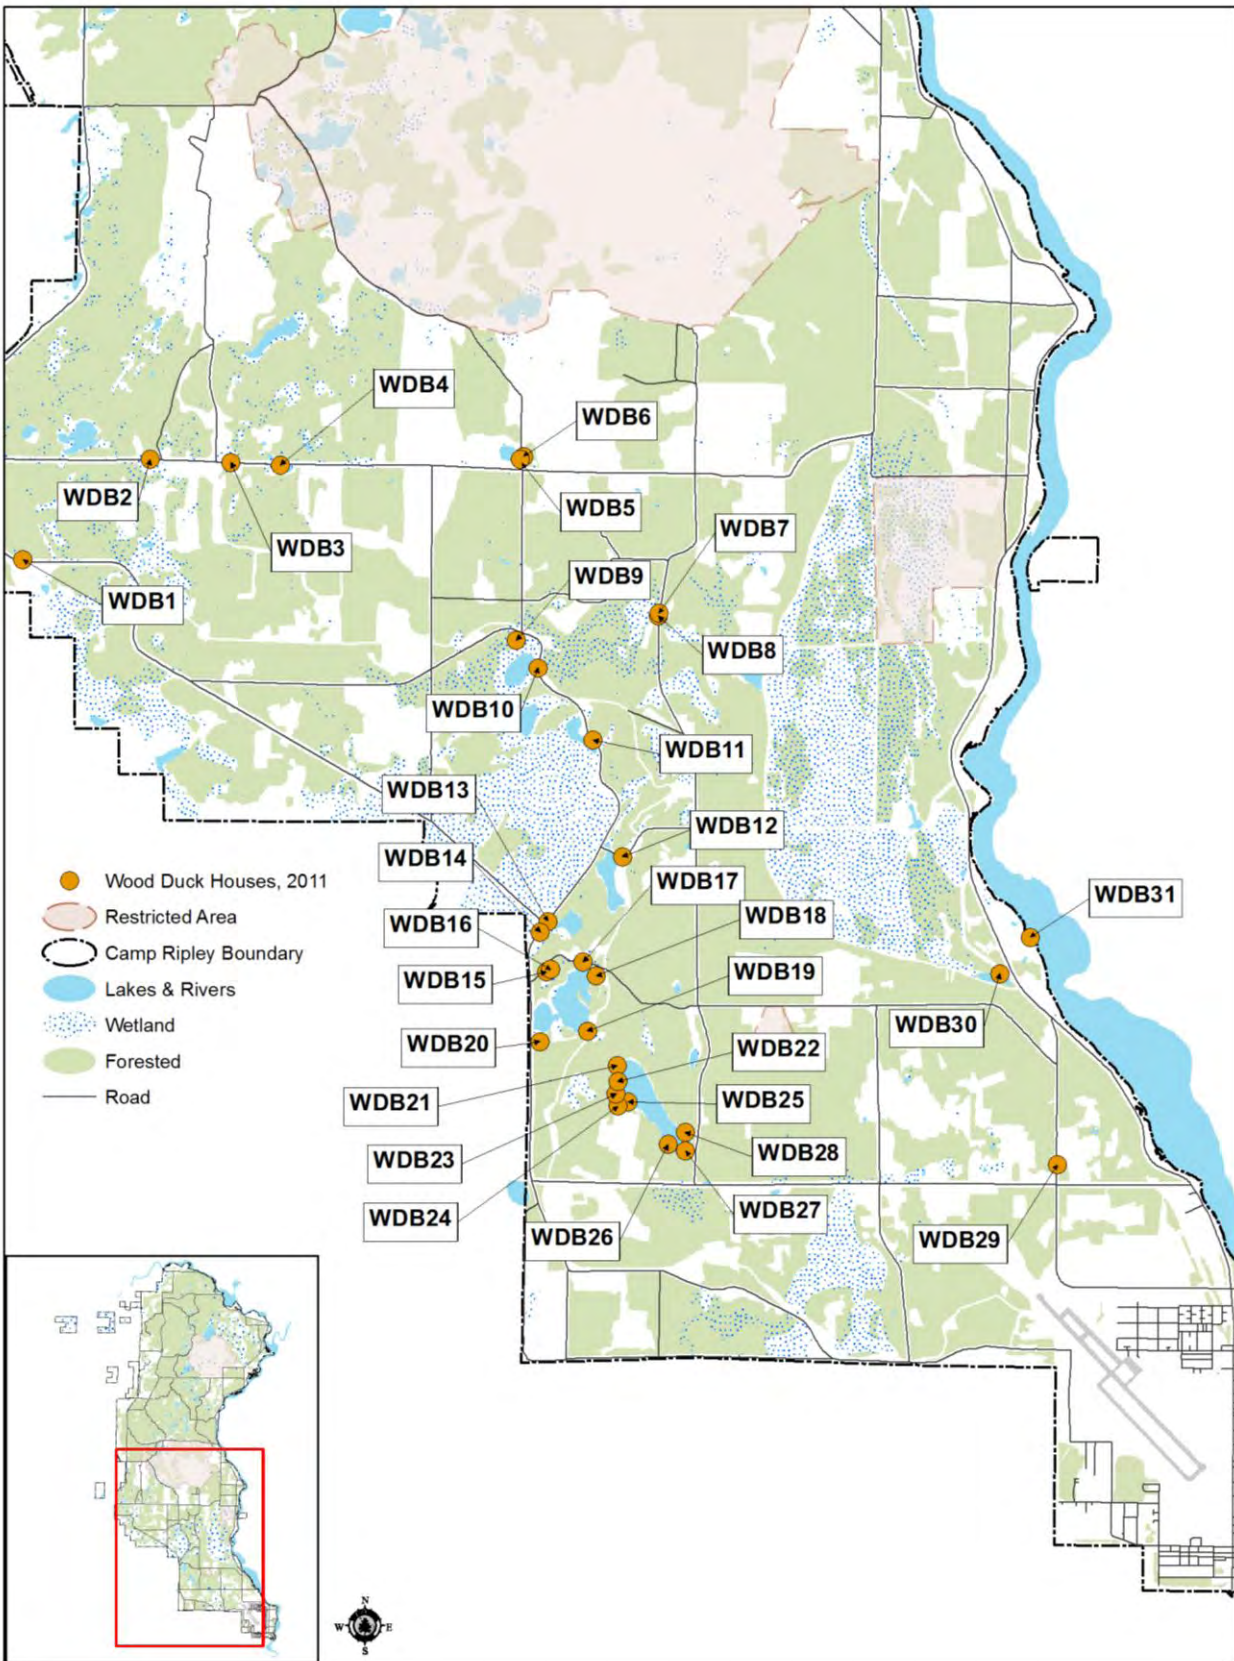 WDB4
WDB6
WDB2
WDB5
WDB3
WDB7
WDB9
WDB1
WDB8
WDB10
WDB11
WDB13
WDB12
WDB14
WDB17
Wood Duck Houses, 2011
WDB31
Restricted Area
WDB16
WDB18
Camp Ripley Boundary
WDB15
WDB19
Lakes & Rivers
Wetland
WDB30
WDB20
WDB22
Forested
Road
WDB21
WDB25
WDB23
WDB28
WDB24
WDB27
WDB26
WDB29
N
W E
S